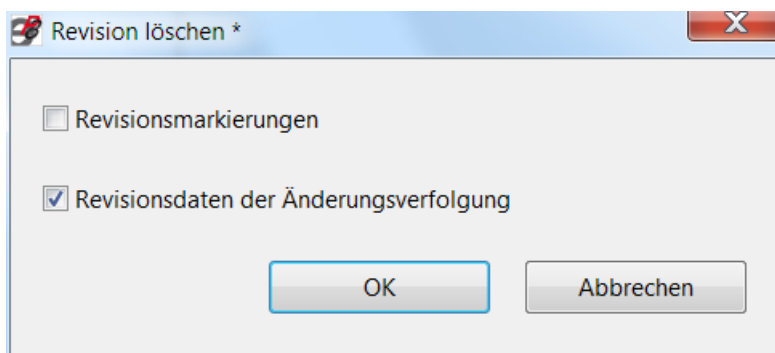 Revision löschen *
Revisionsmarkierungen
Revisionsdaten der Änderungsverfolgung
OK Abbrechen